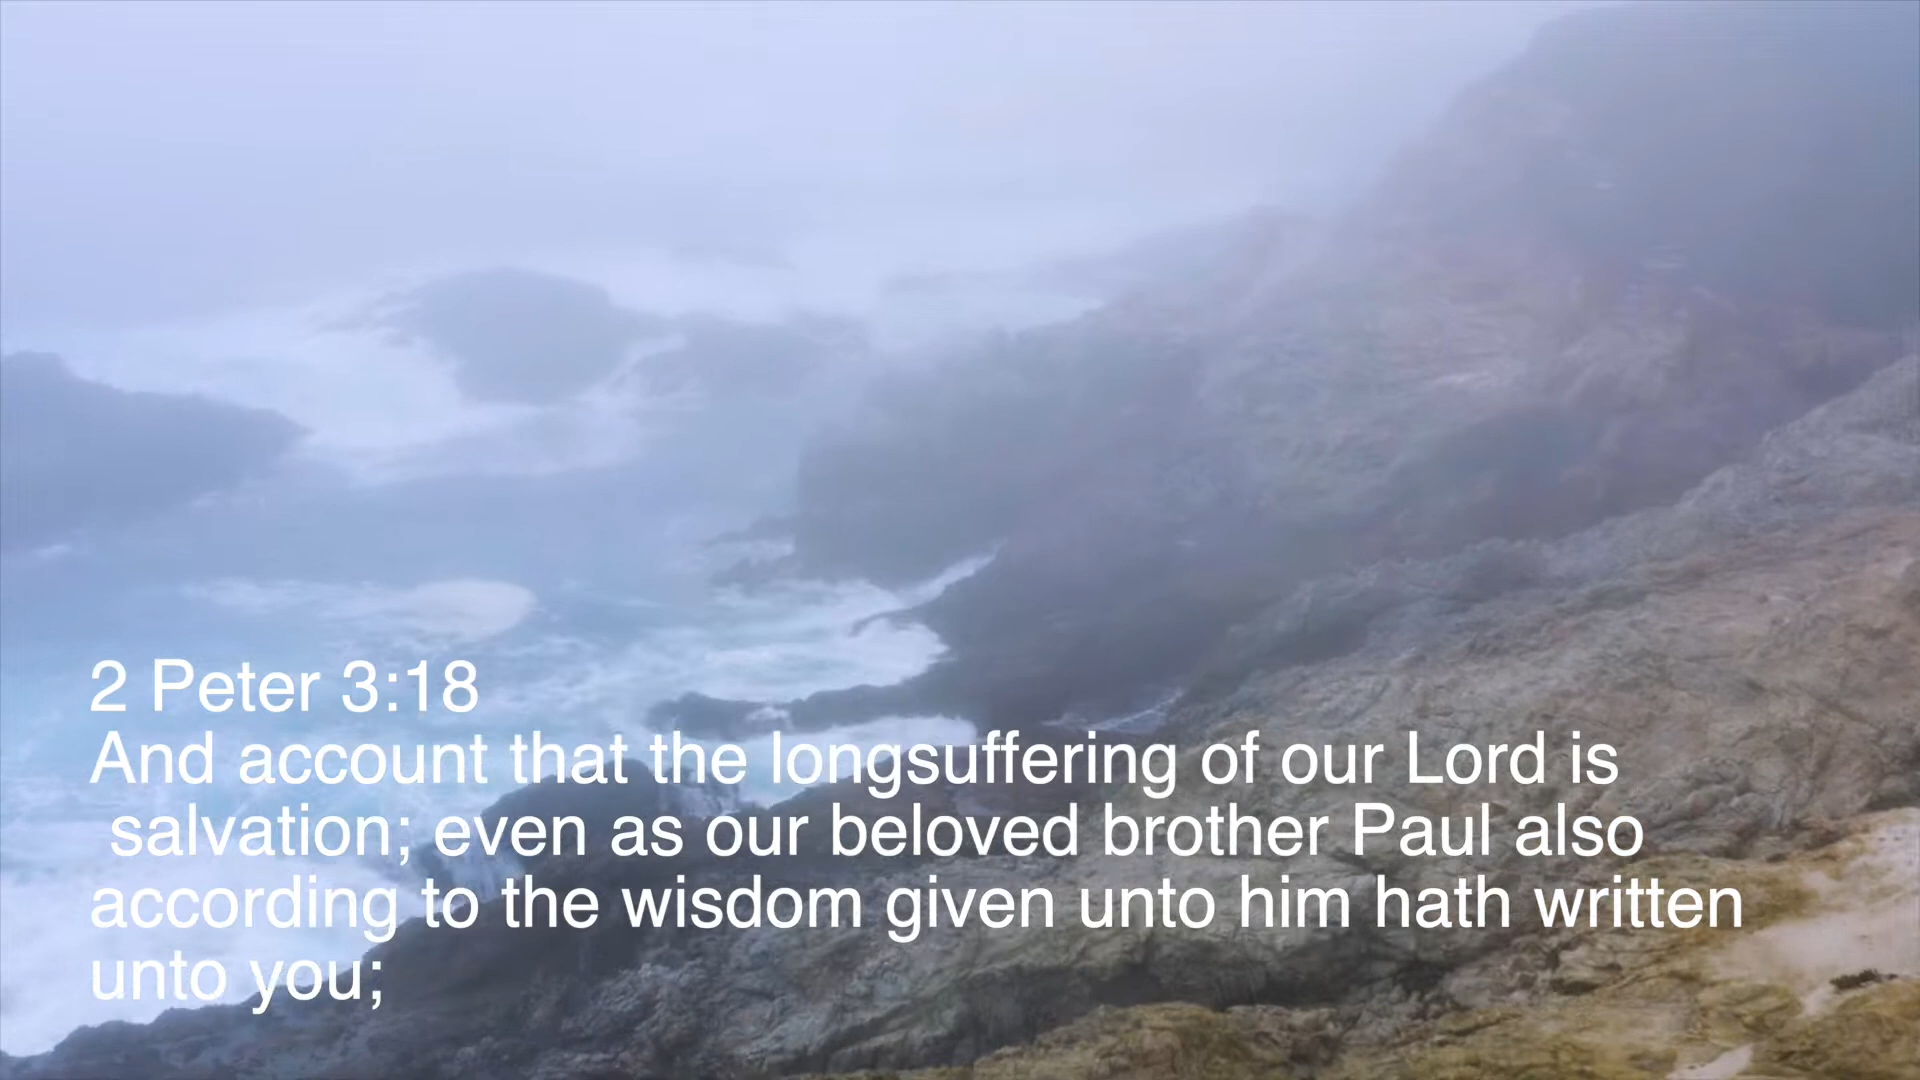 2 Peter 3:18
And account that the longsuffering of our Lord is
salvation; even as our beloved brother Paul also
according to the wisdom given unto him hath written
unto you;